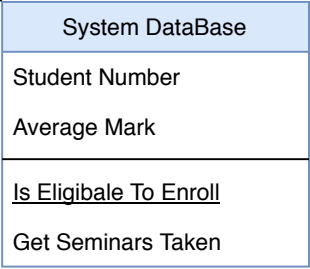 System DataBase
Student Number
Average Mark
Is Eligibale To Enroll
Get Seminars Taken